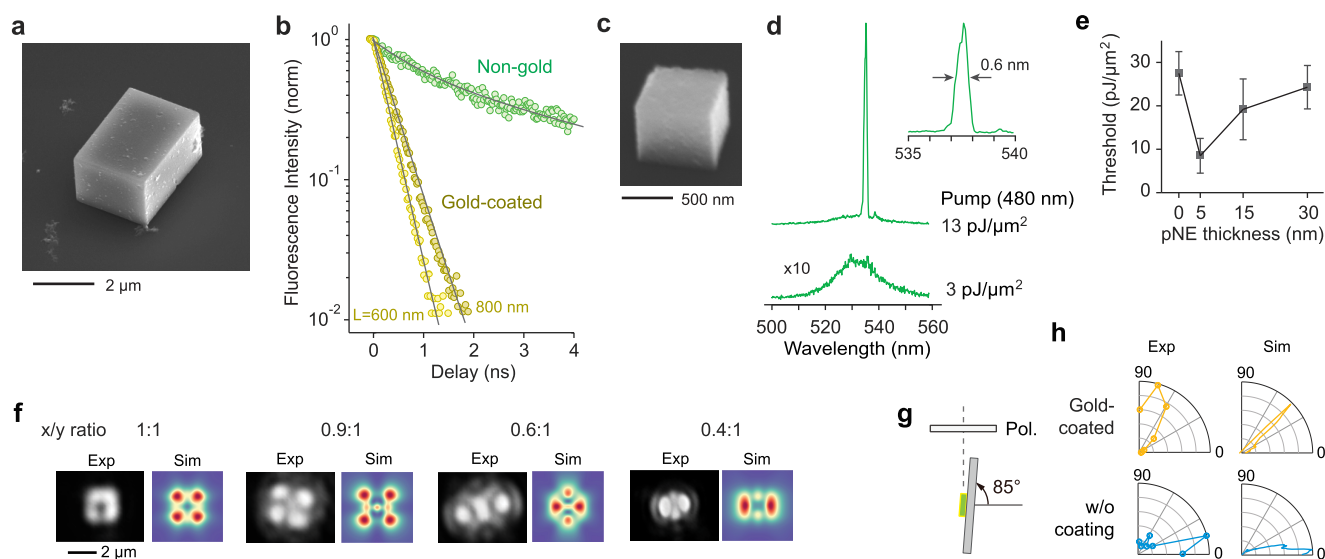 a
2 µm
b
Fluorescence Intensity (norm)
10⁰
10⁻¹
10⁻²
Non-gold
Gold-coated
L=600 nm
800 nm
0 1 2 3 4
Delay (ns)
c
500 nm
d
0.6 nm
535 540
Pump (480 nm)
13 pJ/µm²
x10
3 pJ/µm²
500 520 540 560
Wavelength (nm)
e
Threshold (pJ/µm²)
30
20
10
0
0 5 15 30
pNE thickness (nm)
f
x/y ratio 1:1 0.9:1 0.6:1 0.4:1
Exp Sim Exp Sim Exp Sim Exp Sim
2 µm
g
Pol.
85°
h
Exp Sim
90 90
Gold-coated
0 0
90 90
w/o coating
0 0